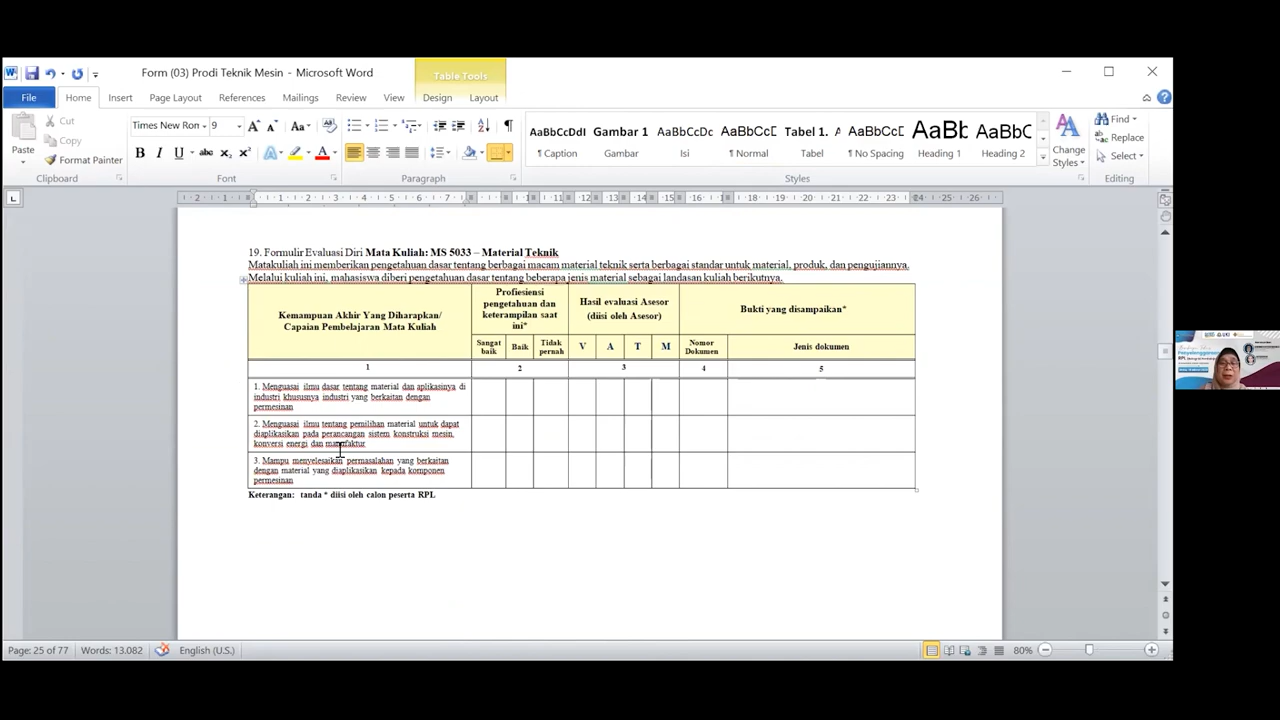 Form (03) Prodi Teknik Mesin - Microsoft Word
Table Tools
File
Home
Insert
Page Layout
References
Mailings
Review
View
Design
Layout
Cut
Copy
Format Painter
Paste
Clipboard
Times New Ron
9
Font
Paragraph
AaBbCcDdI
¶ Caption
Gambar 1
Gambar
AaBbCcDc
Isi
AaBbCcD
¶ Normal
Tabel 1.
Tabel
AaBbCcD
¶ No Spacing
AaBb
Heading 1
AaBbC
Heading 2
Change
Styles
Styles
Find
Replace
Select
Editing
19. Formulir Evaluasi Diri Mata Kuliah: MS 5033 – Material Teknik
Matakuliah ini memberikan pengetahuan dasar tentang berbagai macam material teknik serta berbagai standar untuk material, produk, dan pengujiannya.
Melalui kuliah ini, mahasiswa diberi pengetahuan dasar tentang beberapa jenis material sebagai landasan kuliah berikutnya.
Kemampuan Akhir Yang Diharapkan/
Capaian Pembelajaran Mata Kuliah
Profiesiensi
pengetahuan dan
keterampilan saat
ini*
Hasil evaluasi Asesor
(diisi oleh Asesor)
Bukti yang disampaikan*
Sangat
baik
Baik
Tidak
pernah
V
A
T
M
Nomor
Dokumen
Jenis dokumen
1
2
3
4
5
1. Menguasai ilmu dasar tentang material dan aplikasinya di
industri khususnya industri yang berkaitan dengan
permesinan
2. Menguasai ilmu tentang pemilihan material untuk dapat
diaplikasikan pada perancangan sistem konstruksi mesin,
konversi energi dan manufaktur
3. Mampu menyelesaikan permasalahan yang berkaitan
dengan material yang diaplikasikan kepada komponen
permesinan
Keterangan: tanda * diisi oleh calon peserta RPL
Page: 25 of 77
Words: 13.082
English (U.S.)
80%